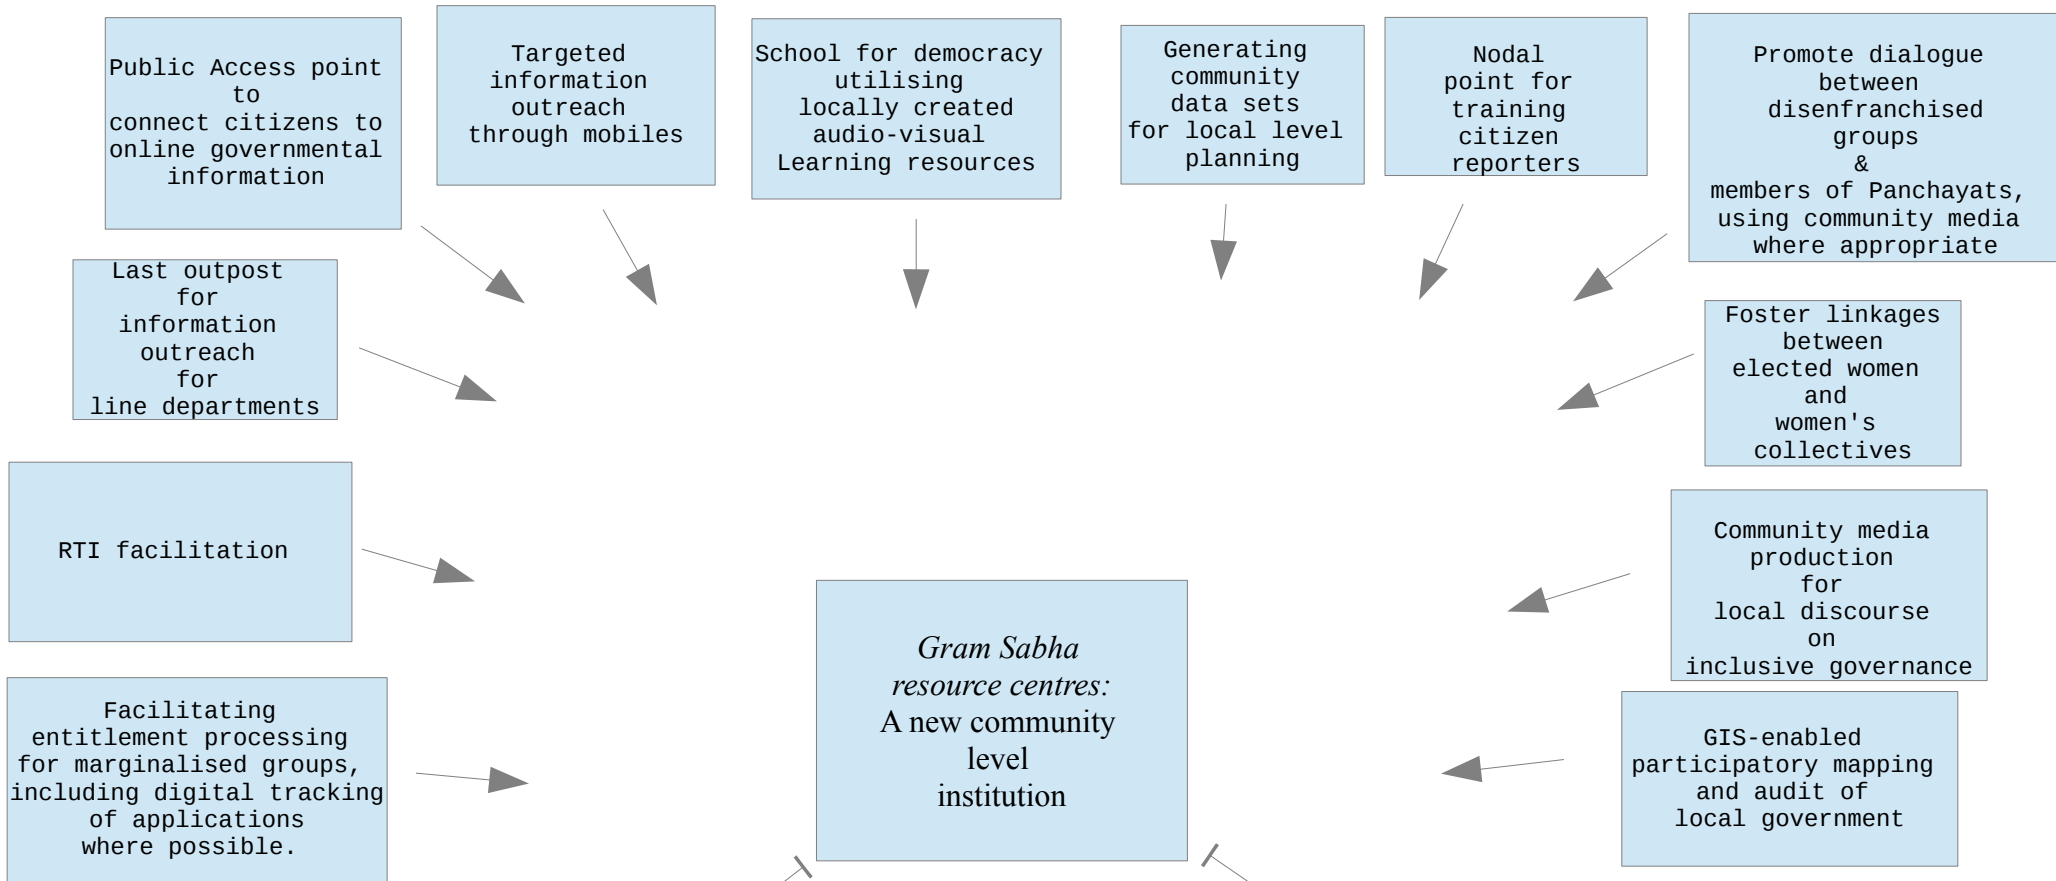 Public Access point
to
connect citizens to
online governmental
information
Targeted
information
outreach
through mobiles
School for democracy
utilising
locally created
audio-visual
Learning resources
Generating
community
data sets
for local level
planning
Nodal
point for
training
citizen
reporters
Promote dialogue
between
disenfranchised
groups
&
members of Panchayats,
using community media
where appropriate
Last outpost
for
information
outreach
for
line departments
Foster linkages
between
elected women
and
women's
collectives
RTI facilitation
Community media
production
for
local discourse
on
inclusive governance
Gram Sabha
resource centres:
A new community
level
institution
Facilitating
entitlement processing
for marginalised groups,
including digital tracking
of applications
where possible.
GIS-enabled
participatory mapping
and audit of
local government